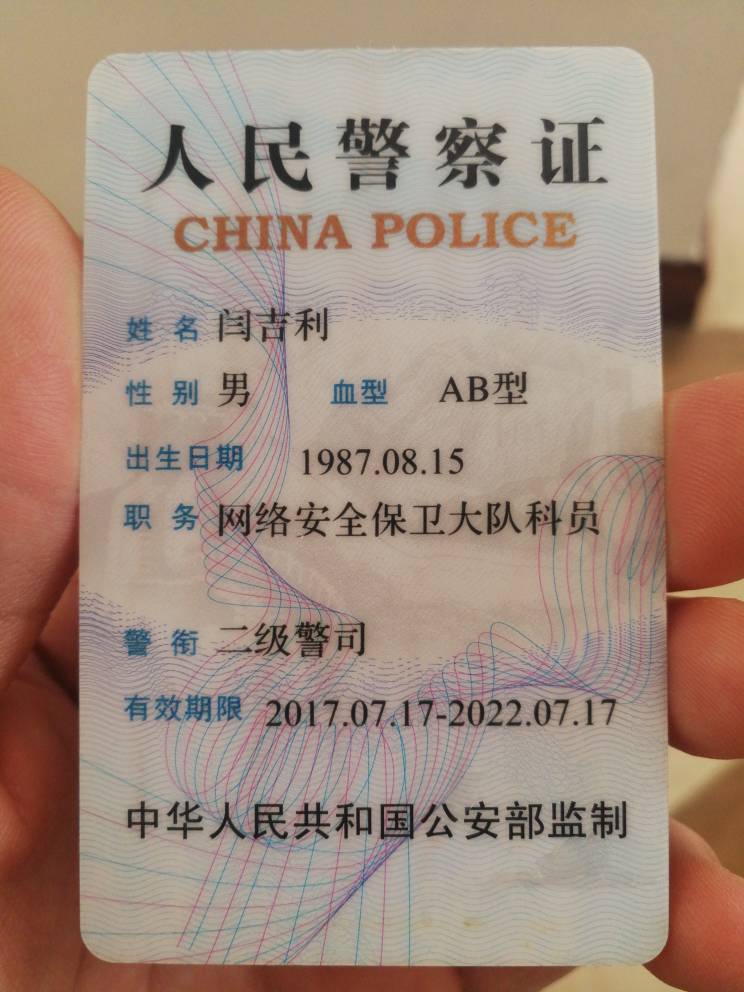 人民警察证
CHINA POLICE
姓名 闫吉利
性别 男 血型 AB型
出生日期 1987.08.15
职务 网络安全保卫大队科员
警衔 二级警司
有效期限 2017.07.17-2022.07.17
中华人民共和国公安部监制